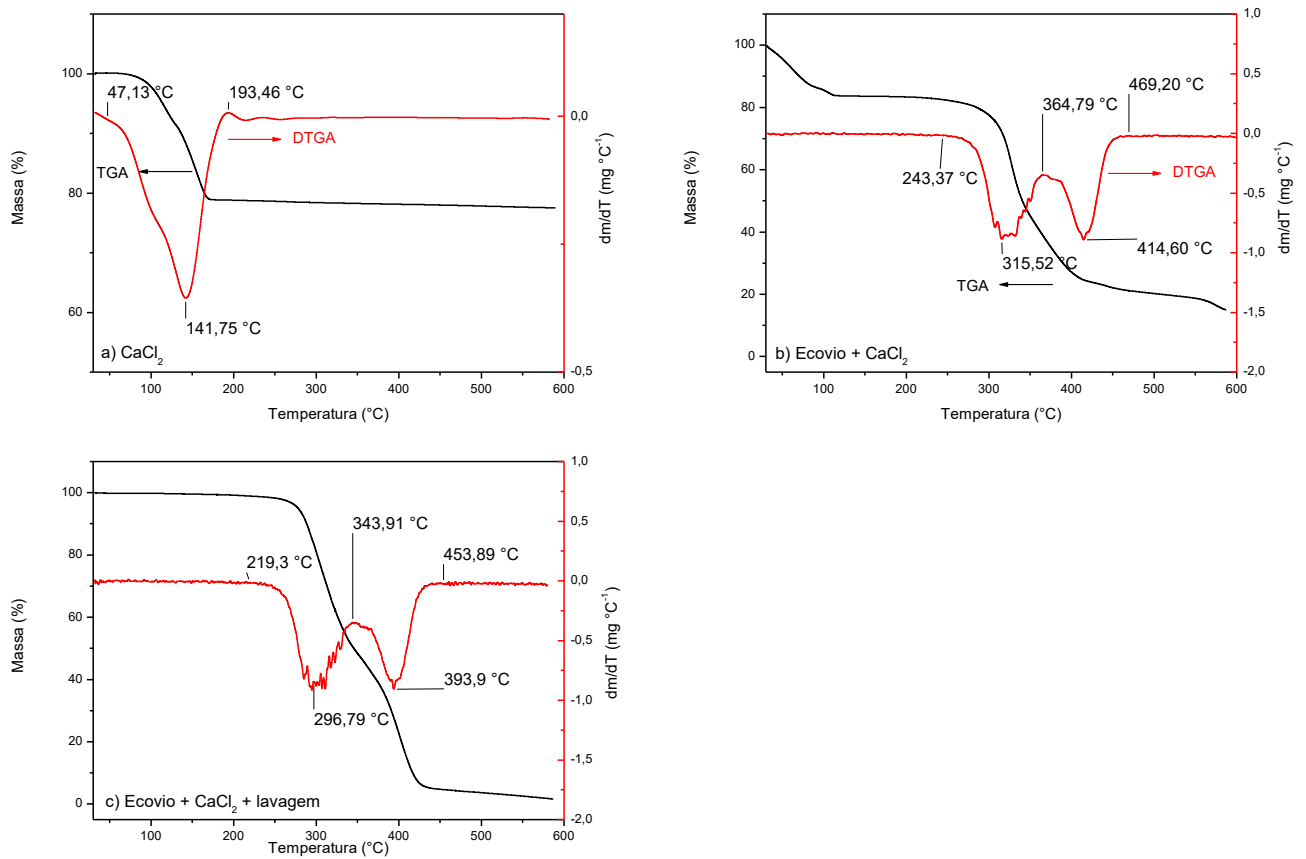 100
80
60
Massa (%)
47,13 °C
193,46 °C
DTGA
TGA
141,75 °C
a) CaCl₂
0,0
-0,5
dm/dT (mg °C⁻¹)
100 200 300 400 500 600
Temperatura (°C)
100
80
60
40
20
0
Massa (%)
364,79 °C
469,20 °C
243,37 °C
DTGA
315,52 °C
414,60 °C
TGA
b) Ecovio + CaCl₂
1,0
0,5
0,0
-0,5
-1,0
-1,5
-2,0
dm/dT (mg °C⁻¹)
100 200 300 400 500 600
Temperatura (°C)
100
80
60
40
20
0
Massa (%)
343,91 °C
219,3 °C
453,89 °C
393,9 °C
296,79 °C
c) Ecovio + CaCl₂ + lavagem
1,0
0,5
0,0
-0,5
-1,0
-1,5
-2,0
dm/dT (mg °C⁻¹)
100 200 300 400 500 600
Temperatura (°C)